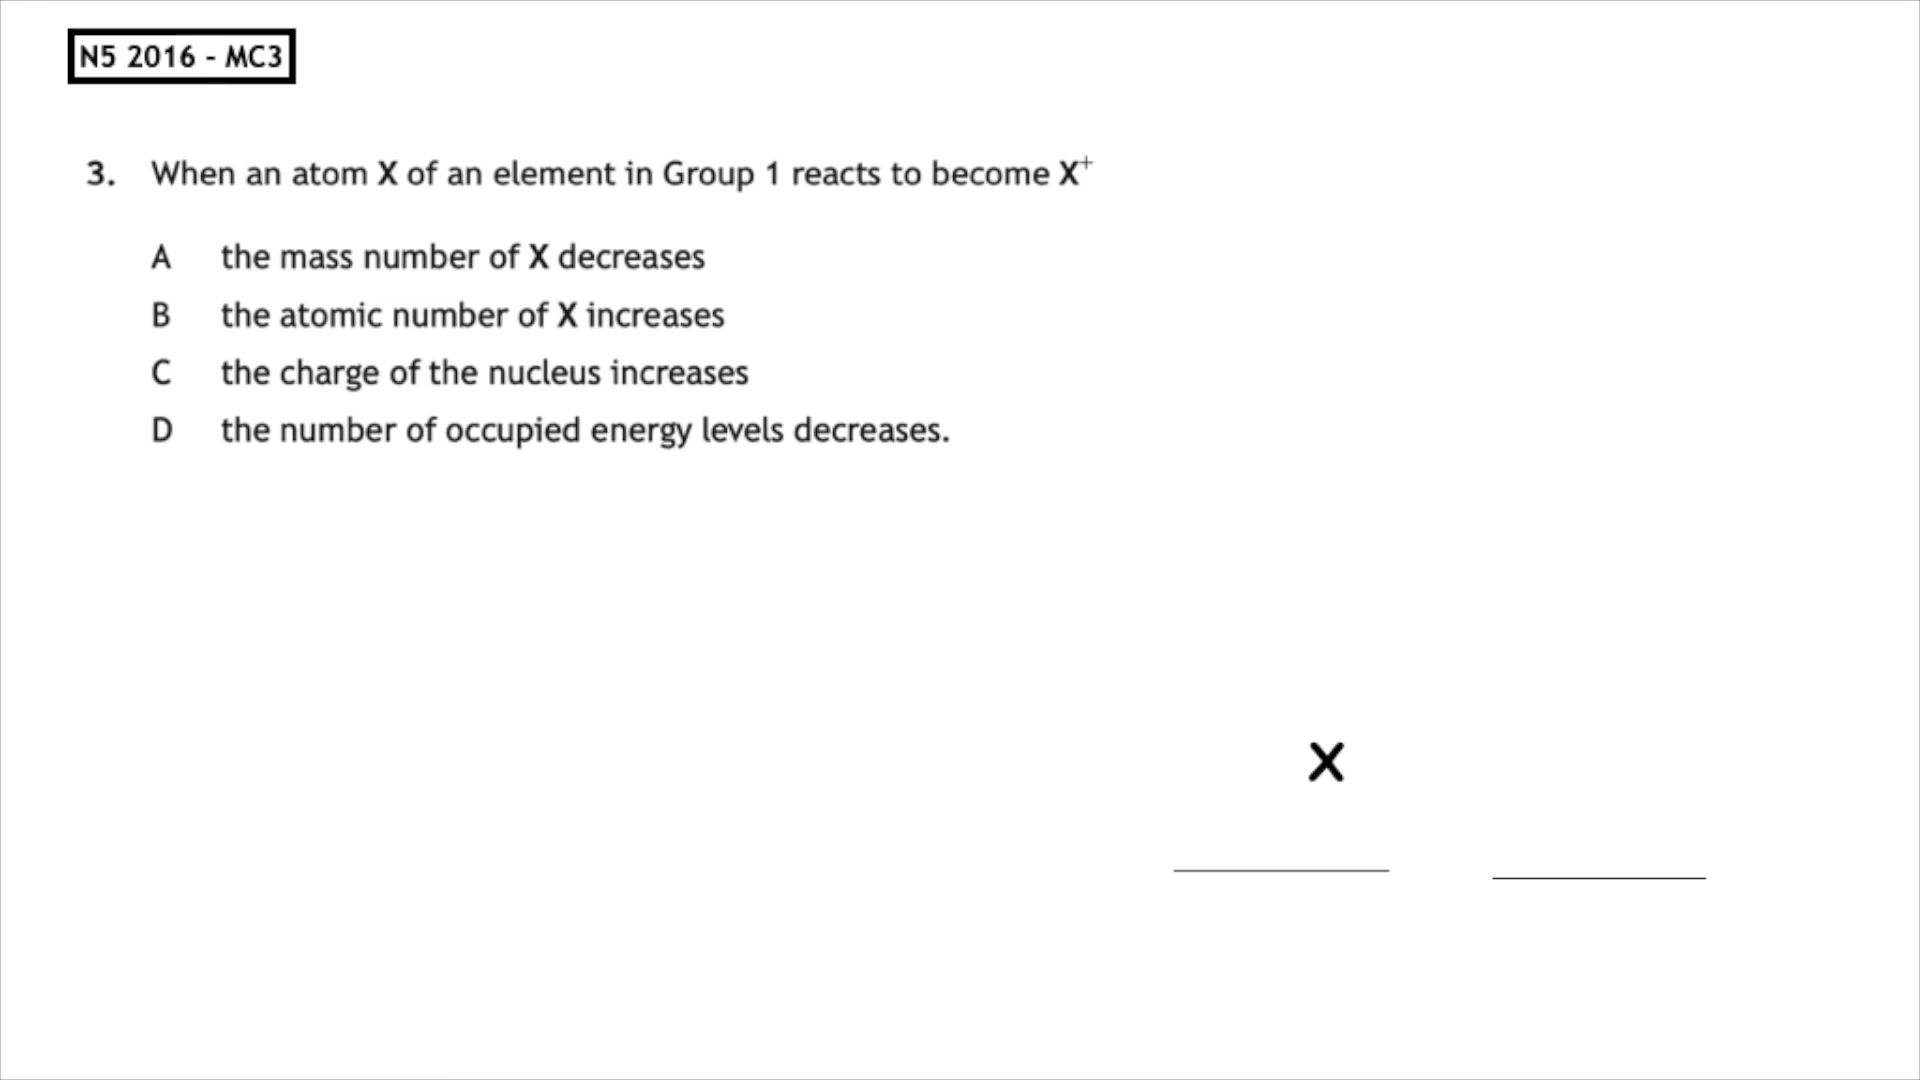 N5 2016 - MC3
3. When an atom X of an element in Group 1 reacts to become X⁺
A the mass number of X decreases
B the atomic number of X increases
C the charge of the nucleus increases
D the number of occupied energy levels decreases.
X